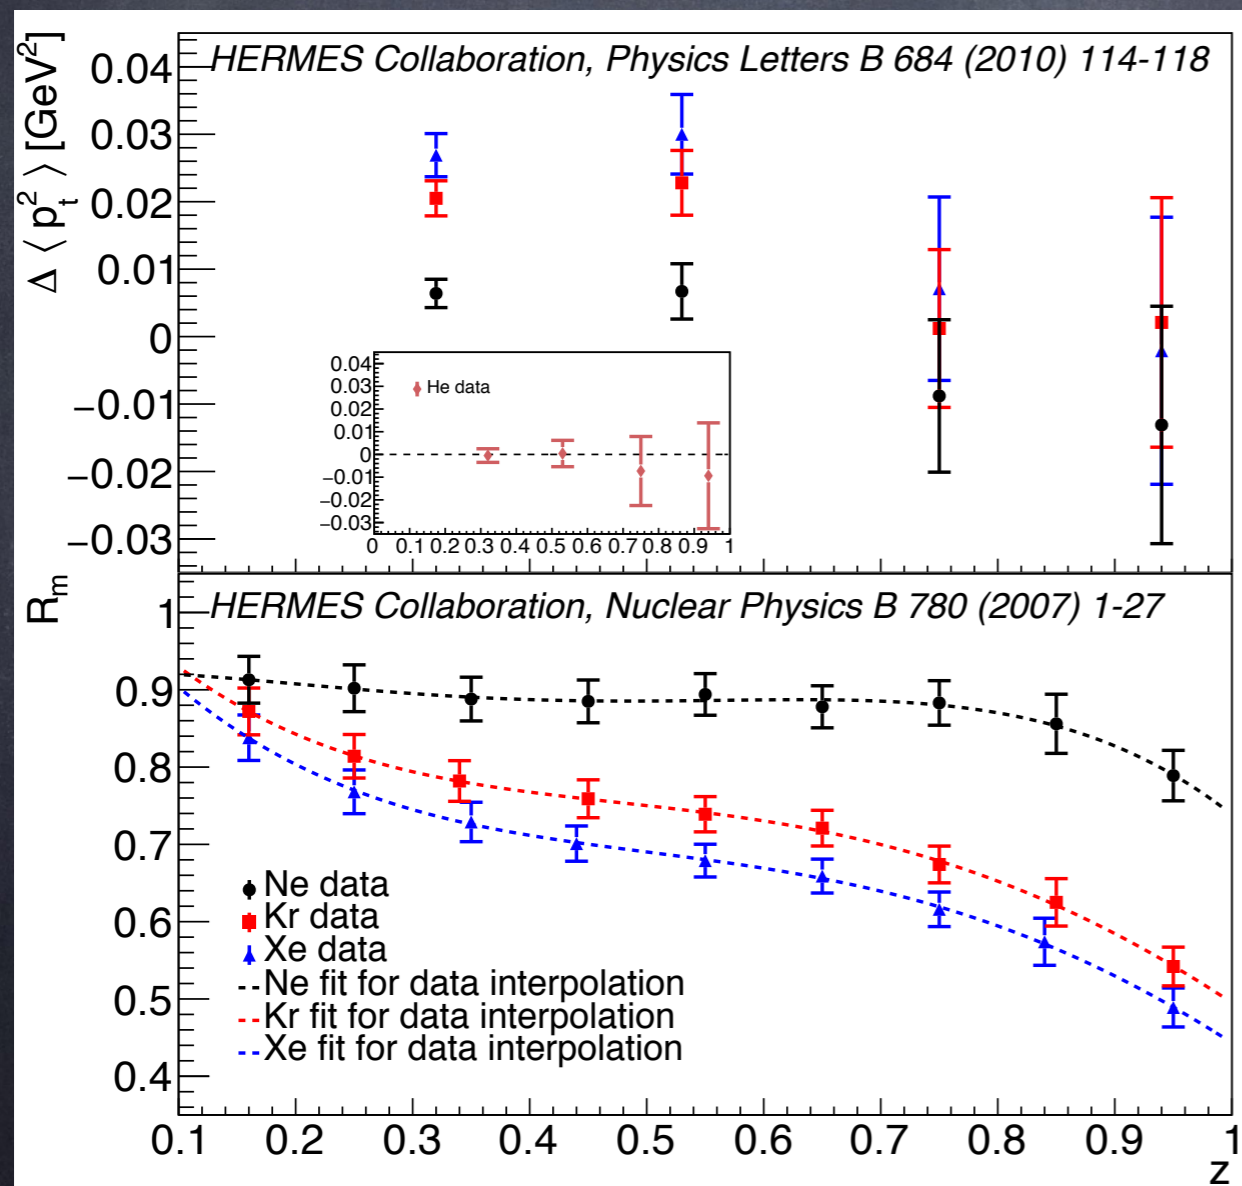 HERMES Collaboration, Physics Letters B 684 (2010) 114-118
Δ ⟨ p_t^2 ⟩ [GeV^2]
0.04
0.03
0.02
0.01
0
−0.01
−0.02
−0.03
0.04
0.03
0.02
0.01
0
−0.01
−0.02
−0.03
He data
0 0.1 0.2 0.3 0.4 0.5 0.6 0.7 0.8 0.9 1
HERMES Collaboration, Nuclear Physics B 780 (2007) 1-27
R_m
1
0.9
0.8
0.7
0.6
0.5
0.4
Ne data
Kr data
Xe data
Ne fit for data interpolation
Kr fit for data interpolation
Xe fit for data interpolation
0.1 0.2 0.3 0.4 0.5 0.6 0.7 0.8 0.9 1
z